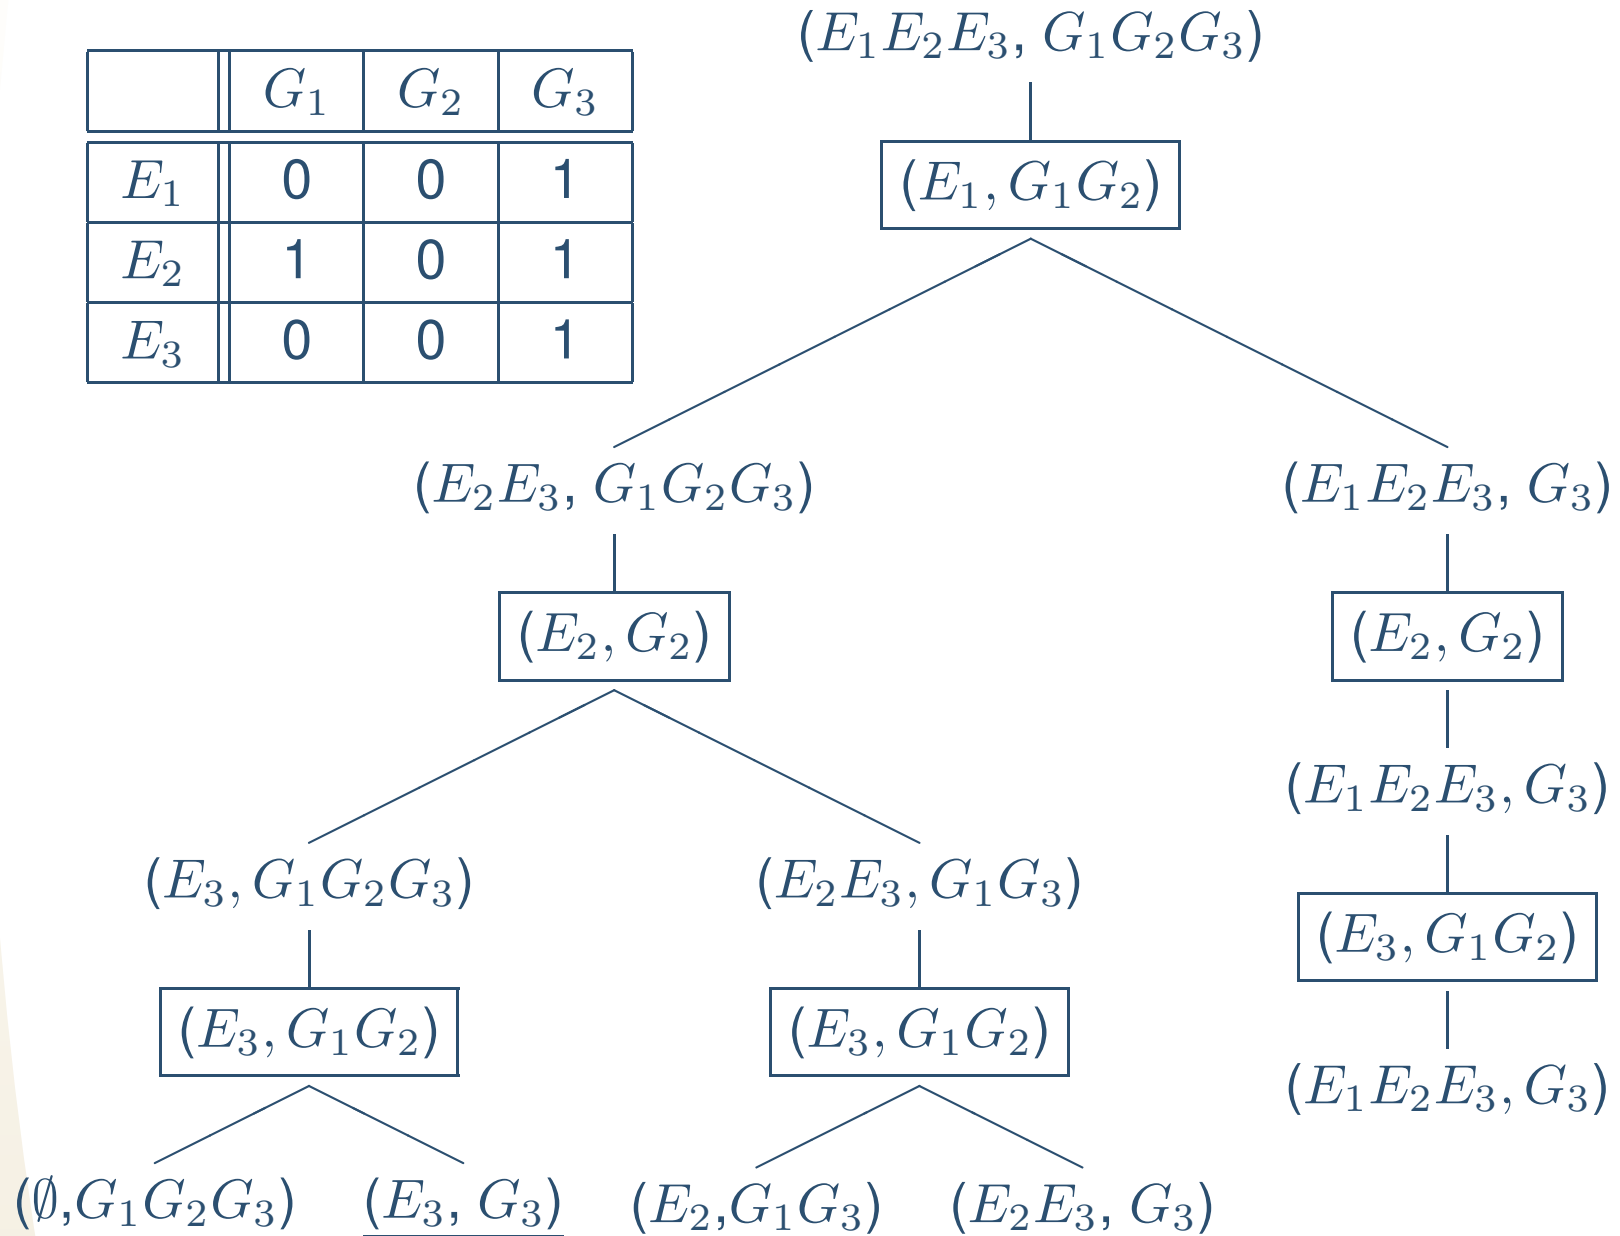 (E₁E₂E₃, G₁G₂G₃)
G₁ G₂ G₃
E₁ 0 0 1
E₂ 1 0 1
E₃ 0 0 1
(E₁, G₁G₂)
(E₂E₃, G₁G₂G₃) (E₁E₂E₃, G₃)
(E₂, G₂) (E₂, G₂)
(E₁E₂E₃, G₃)
(E₃, G₁G₂G₃) (E₂E₃, G₁G₃)
(E₃, G₁G₂)
(E₃, G₁G₂) (E₃, G₁G₂)
(E₁E₂E₃, G₃)
(∅,G₁G₂G₃) (E₃, G₃) (E₂,G₁G₃) (E₂E₃, G₃)